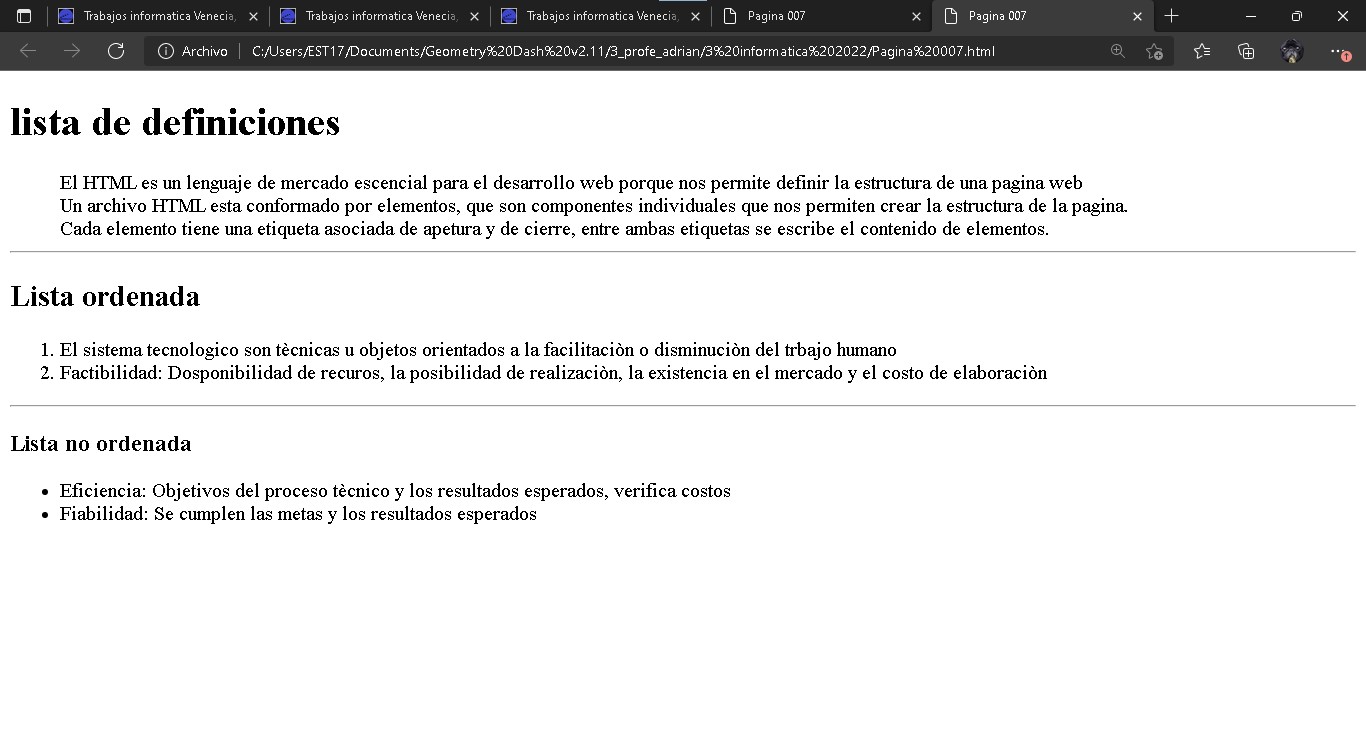 Trabajos informatica Venecia,
Trabajos informatica Venecia,
Trabajos informatica Venecia,
Pagina 007
Pagina 007
Archivo
C:/Users/EST17/Documents/Geometry%20Dash%20v2.11/3_profe_adrian/3%20informatica%202022/Pagina%20007.html
lista de definiciones
El HTML es un lenguaje de mercado escencial para el desarrollo web porque nos permite definir la estructura de una pagina web
Un archivo HTML esta conformado por elementos, que son componentes individuales que nos permiten crear la estructura de la pagina.
Cada elemento tiene una etiqueta asociada de apetura y de cierre, entre ambas etiquetas se escribe el contenido de elementos.
Lista ordenada
1. El sistema tecnologico son tècnicas u objetos orientados a la facilitaciòn o disminuciòn del trbajo humano
2. Factibilidad: Dosponibilidad de recuros, la posibilidad de realizaciòn, la existencia en el mercado y el costo de elaboraciòn
Lista no ordenada
• Eficiencia: Objetivos del proceso tècnico y los resultados esperados, verifica costos
• Fiabilidad: Se cumplen las metas y los resultados esperados